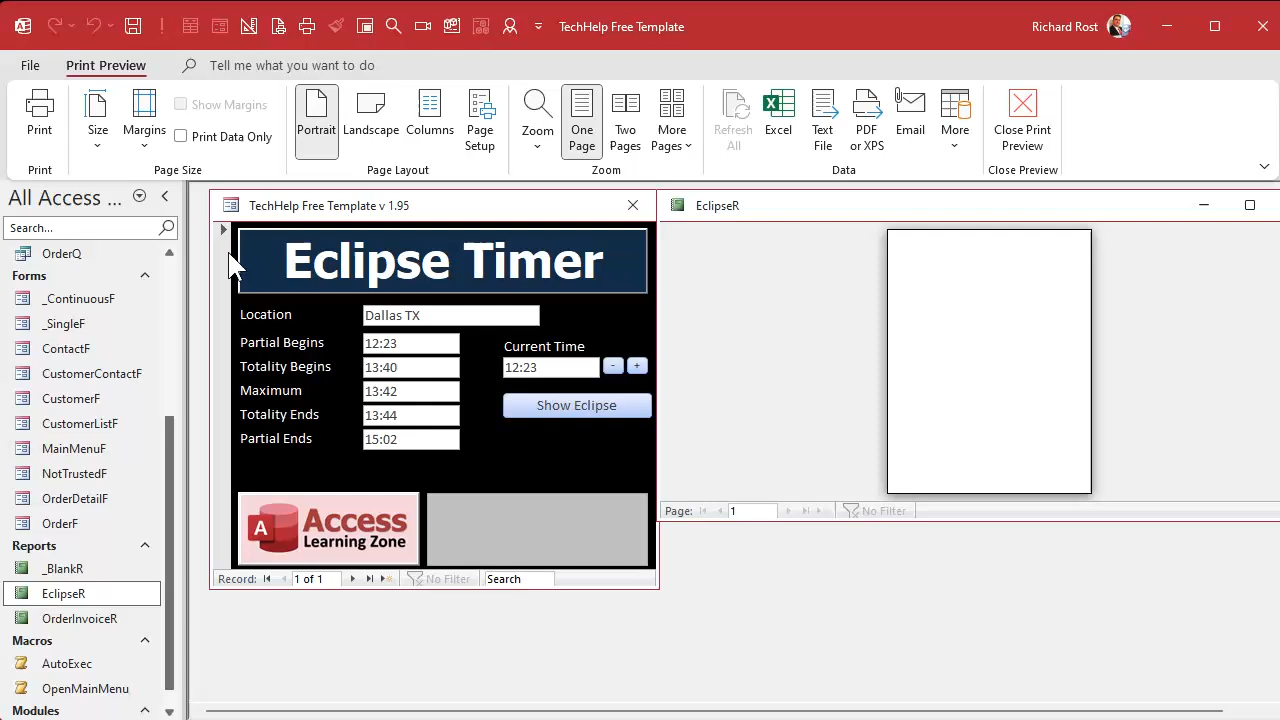 TechHelp Free Template
Richard Rost
File
Print Preview
Tell me what you want to do
Print
Size
Margins
Show Margins
Print Data Only
Portrait
Landscape
Columns
Page Setup
Zoom
One Page
Two Pages
More Pages
Refresh All
Excel
Text File
PDF or XPS
Email
More
Close Print Preview
Print
Page Size
Page Layout
Zoom
Data
Close Preview
All Access ...
Search...
OrderQ
Forms
_ContinuousF
_SingleF
ContactF
CustomerContactF
CustomerF
CustomerListF
MainMenuF
NotTrustedF
OrderDetailF
OrderF
Reports
_BlankR
EclipseR
OrderInvoiceR
Macros
AutoExec
OpenMainMenu
Modules
TechHelp Free Template v 1.95
Eclipse Timer
Location
Dallas TX
Partial Begins
12:23
Totality Begins
13:40
Maximum
13:42
Totality Ends
13:44
Partial Ends
15:02
Current Time
12:23
-
+
Show Eclipse
A Access
Learning Zone
Record:
1 of 1
No Filter
Search
EclipseR
Page:
1
No Filter